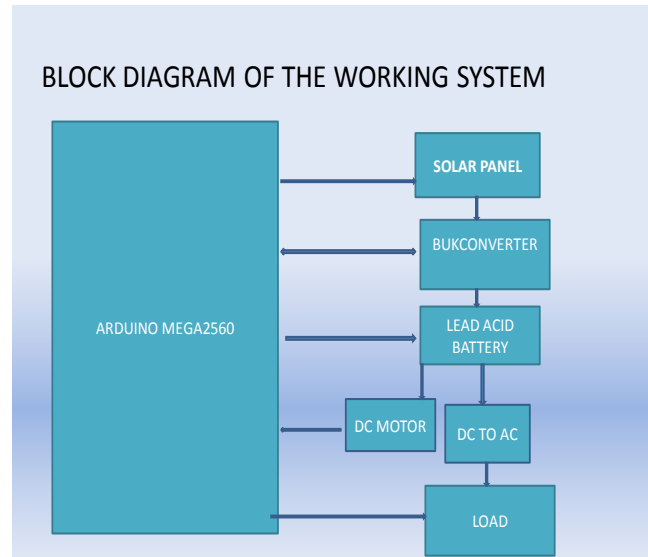 BLOCK DIAGRAM OF THE WORKING SYSTEM
SOLAR PANEL
BUKCONVERTER
ARDUINO MEGA2560
LEAD ACID
BATTERY
DC MOTOR
DC TO AC
LOAD